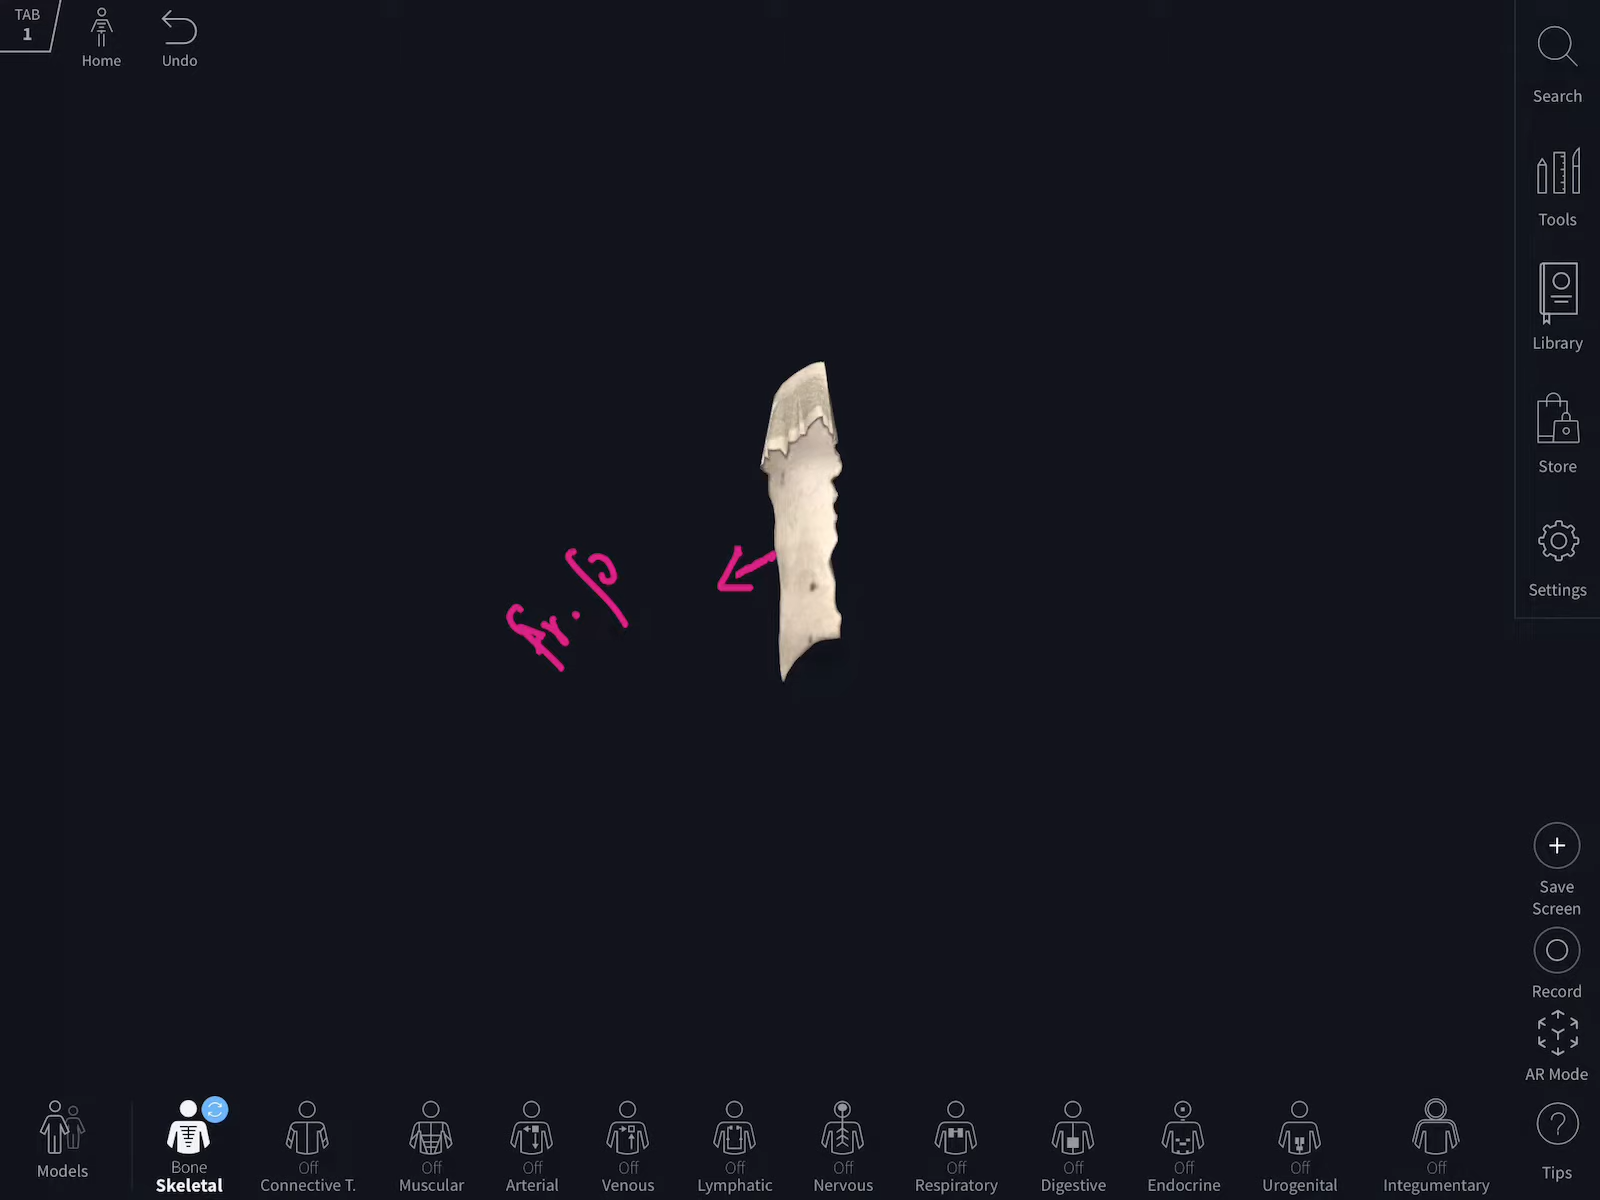 TAB
1
Home
Undo
Search
Tools
Library
Store
Settings
fr. p
Save
Screen
Record
AR Mode
Tips
Models
Bone
Skeletal
Off
Connective T.
Off
Muscular
Off
Arterial
Off
Venous
Off
Lymphatic
Off
Nervous
Off
Respiratory
Off
Digestive
Off
Endocrine
Off
Urogenital
Off
Integumentary